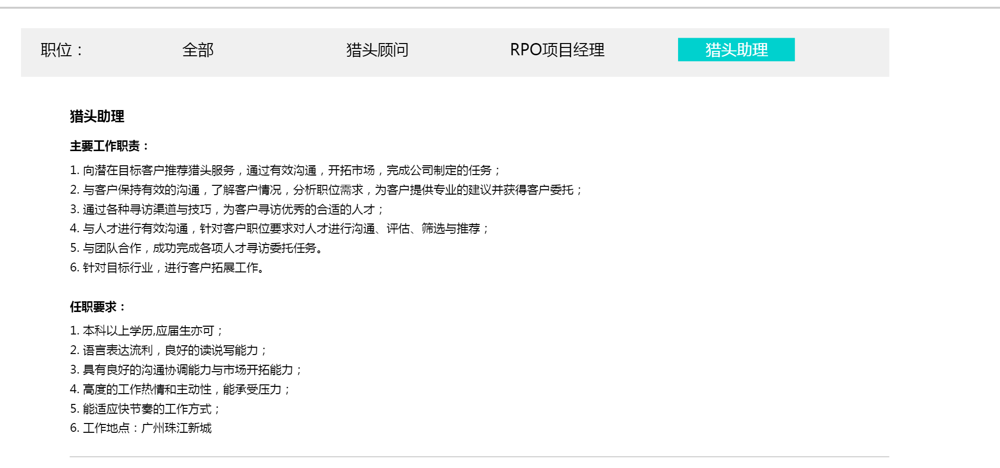 职位： 全部 猎头顾问 RPO项目经理 猎头助理
猎头助理
主要工作职责：
1. 向潜在目标客户推荐猎头服务，通过有效沟通，开拓市场，完成公司制定的任务；
2. 与客户保持有效的沟通，了解客户情况，分析职位需求，为客户提供专业的建议并获得客户委托；
3. 通过各种寻访渠道与技巧，为客户寻访优秀的合适的人才；
4. 与人才进行有效沟通，针对客户职位要求对人才进行沟通、评估、筛选与推荐；
5. 与团队合作，成功完成各项人才寻访委托任务。
6. 针对目标行业，进行客户拓展工作。
任职要求：
1. 本科以上学历,应届生亦可；
2. 语言表达流利，良好的读说写能力；
3. 具有良好的沟通协调能力与市场开拓能力；
4. 高度的工作热情和主动性，能承受压力；
5. 能适应快节奏的工作方式；
6. 工作地点：广州珠江新城